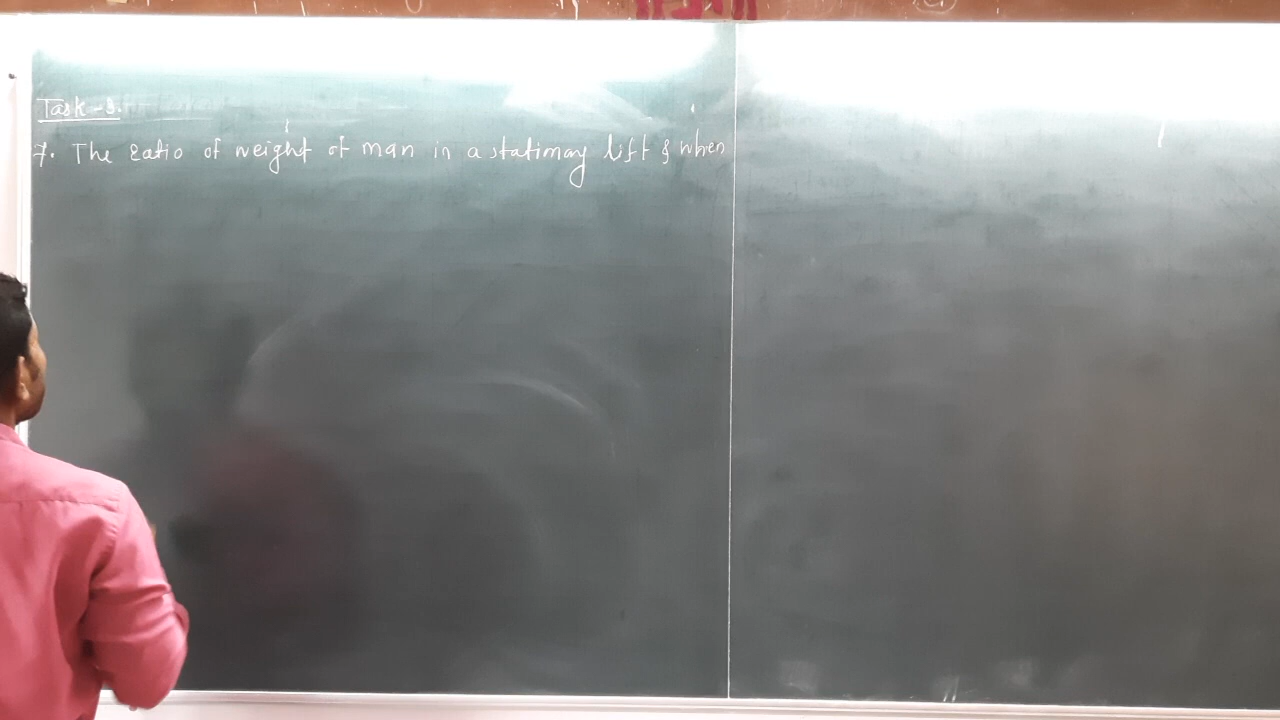 Task-3.
7. The ratio of weight of man in a stationary lift & when